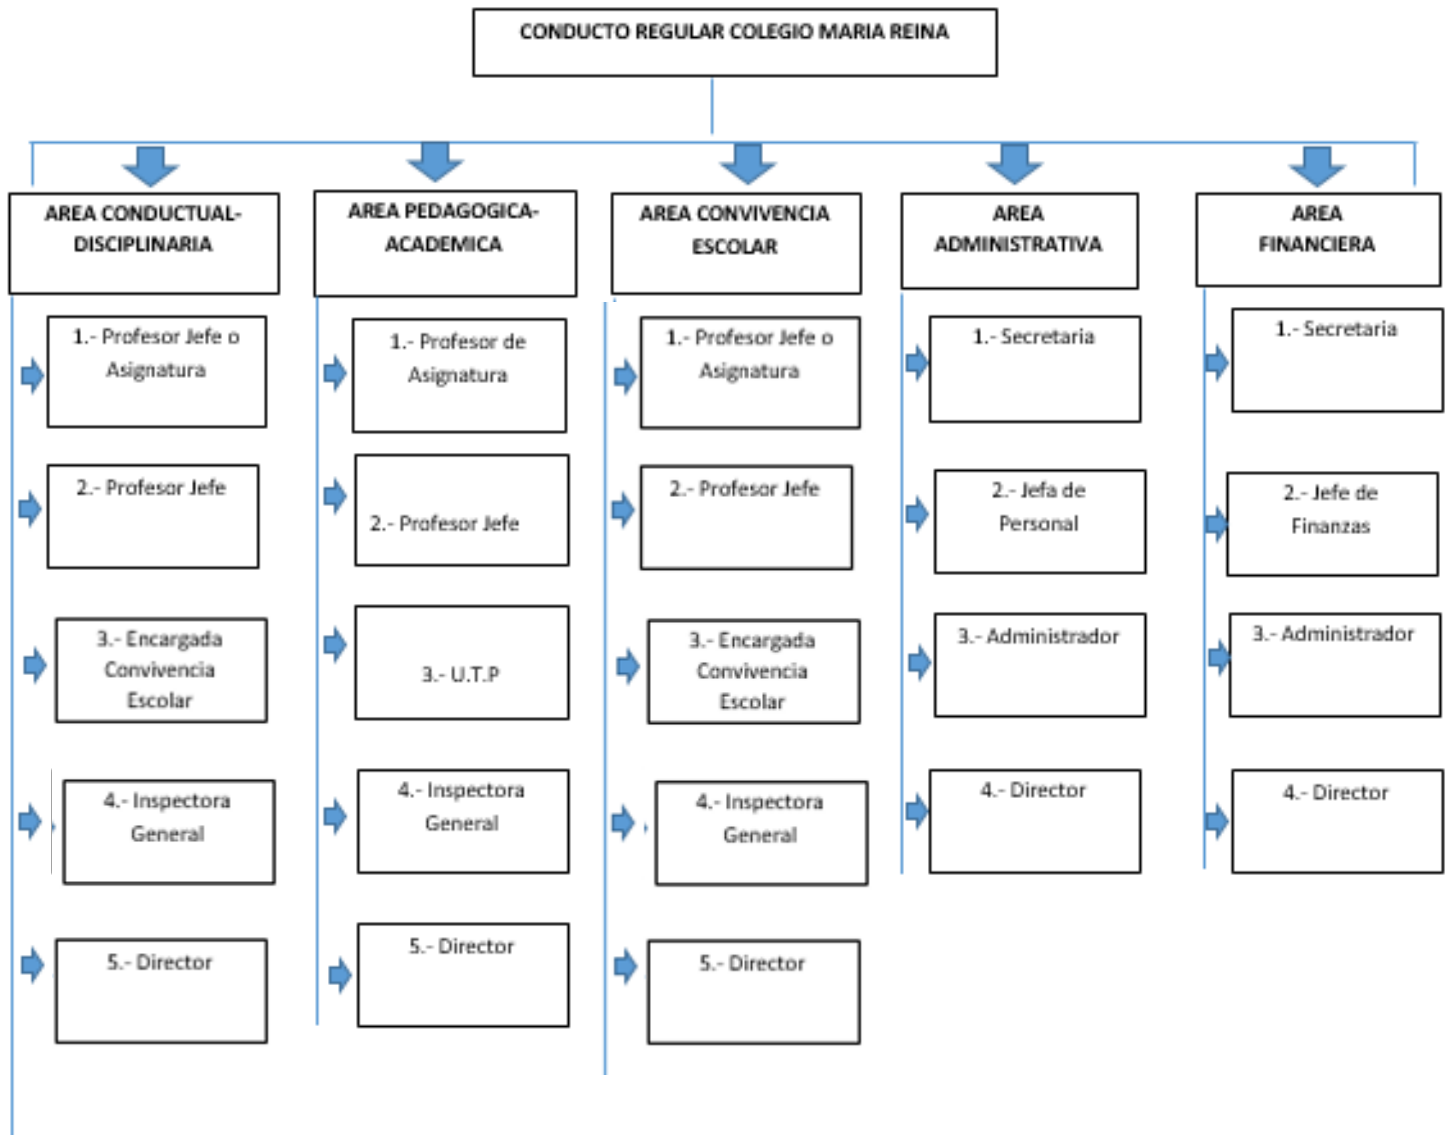 CONDUCTO REGULAR COLEGIO MARIA REINA
AREA CONDUCTUAL-
DISCIPLINARIA
1.- Profesor Jefe o
Asignatura
2.- Profesor Jefe
3.- Encargada
Convivencia
Escolar
4.- Inspectora
General
5.- Director
AREA PEDAGOGICA-
ACADEMICA
1.- Profesor de
Asignatura
2.- Profesor Jefe
3.- U.T.P
4.- Inspectora
General
5.- Director
AREA CONVIVENCIA
ESCOLAR
1.- Profesor Jefe o
Asignatura
2.- Profesor Jefe
3.- Encargada
Convivencia
Escolar
4.- Inspectora
General
5.- Director
AREA
ADMINISTRATIVA
1.- Secretaria
2.- Jefa de
Personal
3.- Administrador
4.- Director
AREA
FINANCIERA
1.- Secretaria
2.- Jefe de
Finanzas
3.- Administrador
4.- Director